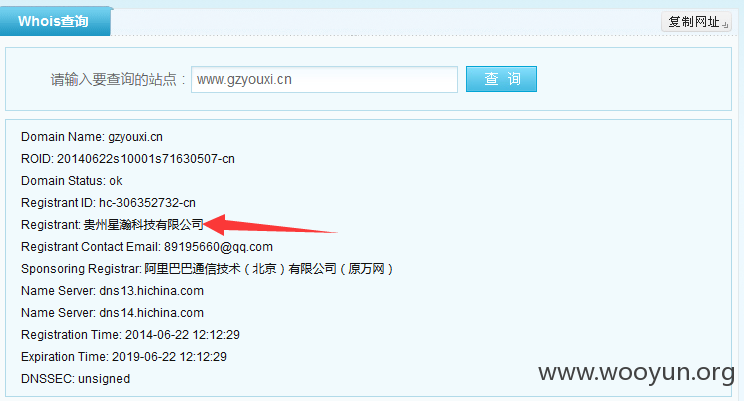 Whois查询
复制网址
请输入要查询的站点：www.gzyouxi.cn 查 询
Domain Name: gzyouxi.cn
ROID: 20140622s10001s71630507-cn
Domain Status: ok
Registrant ID: hc-306352732-cn
Registrant: 贵州星瀚科技有限公司
Registrant Contact Email: 89195660@qq.com
Sponsoring Registrar: 阿里巴巴通信技术（北京）有限公司（原万网）
Name Server: dns13.hichina.com
Name Server: dns14.hichina.com
Registration Time: 2014-06-22 12:12:29
Expiration Time: 2019-06-22 12:12:29
DNSSEC: unsigned
www.wooyun.org